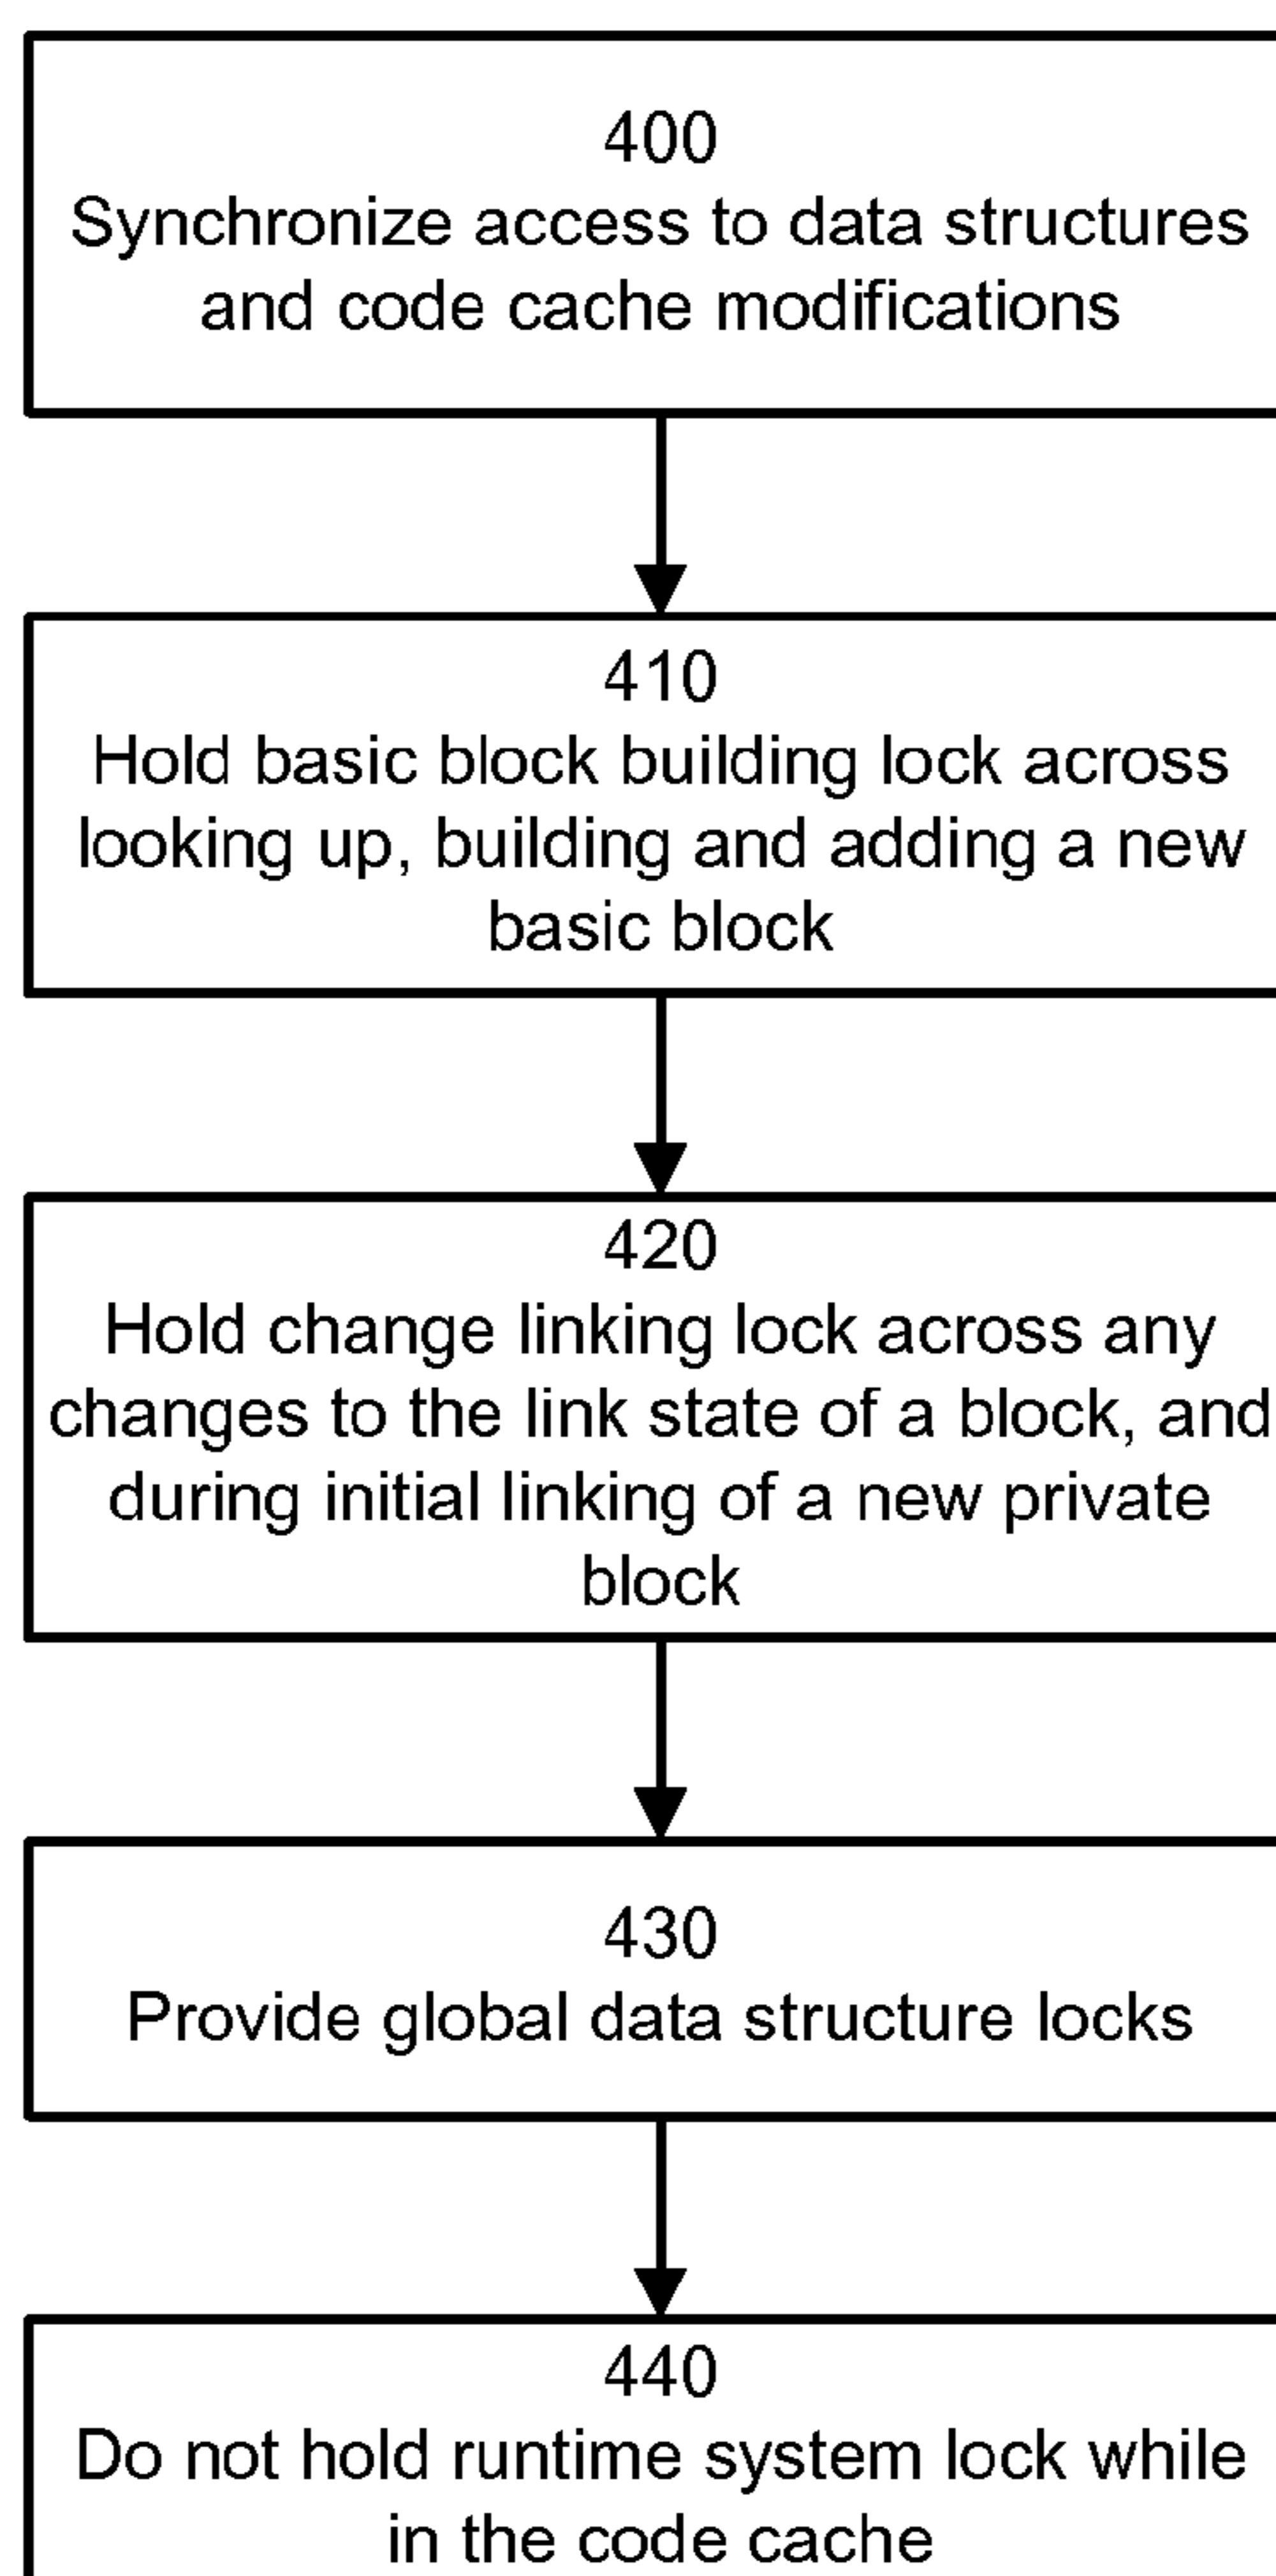 400
Synchronize access to data structures
and code cache modifications
410
Hold basic block building lock across
looking up, building and adding a new
basic block
420
Hold change linking lock across any
changes to the link state of a block, and
during initial linking of a new private
block
430
Provide global data structure locks
440
Do not hold runtime system lock while
in the code cache